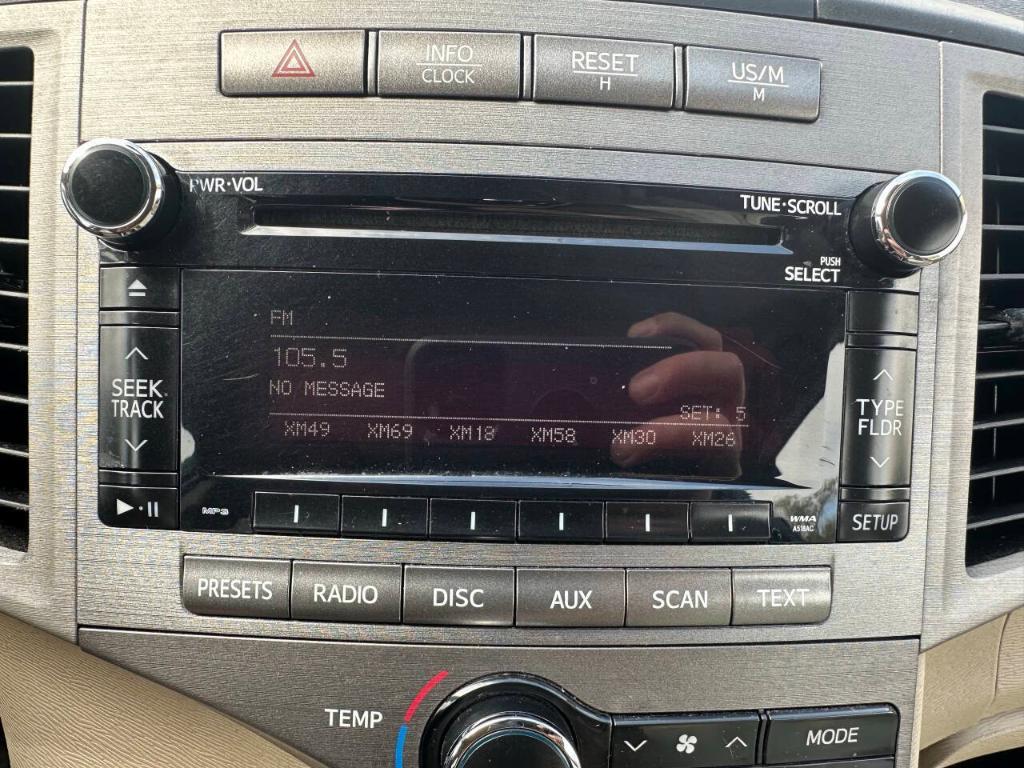 INFO
CLOCK
RESET
H
US/M
M
PWR·VOL
TUNE·SCROLL
PUSH
SELECT
FM
105.5
NO MESSAGE
SET: 5
XM49 XM69 XM18 XM58 XM30 XM26
SEEK
TRACK
TYPE
FLDR
MP3
WMA
A518AC
SETUP
PRESETS RADIO DISC AUX SCAN TEXT
TEMP
MODE